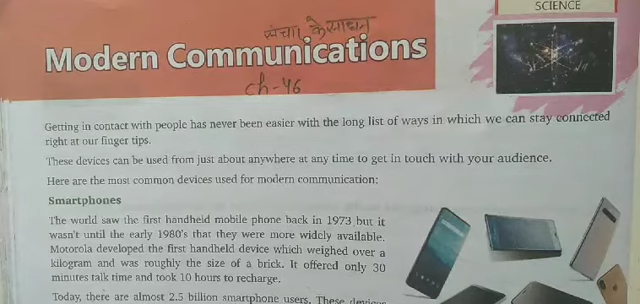 SCIENCE
के साधन
Modern Communications
ch-46
Getting in contact with people has never been easier with the long list of ways in which we can stay connected
right at our finger tips.
These devices can be used from just about anywhere at any time to get in touch with your audience.
Here are the most common devices used for modern communication:
Smartphones
The world saw the first handheld mobile phone back in 1973 but it
wasn't until the early 1980's that they were more widely available.
Motorola developed the first handheld device which weighed over a
kilogram and was roughly the size of a brick. It offered only 30
minutes talk time and took 10 hours to recharge.
Today, there are almost 2.5 billion smartphone users. These devices